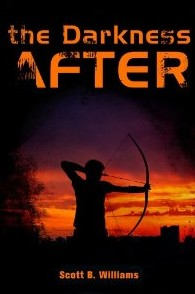 the Darkness
AFTER
Scott B. Williams